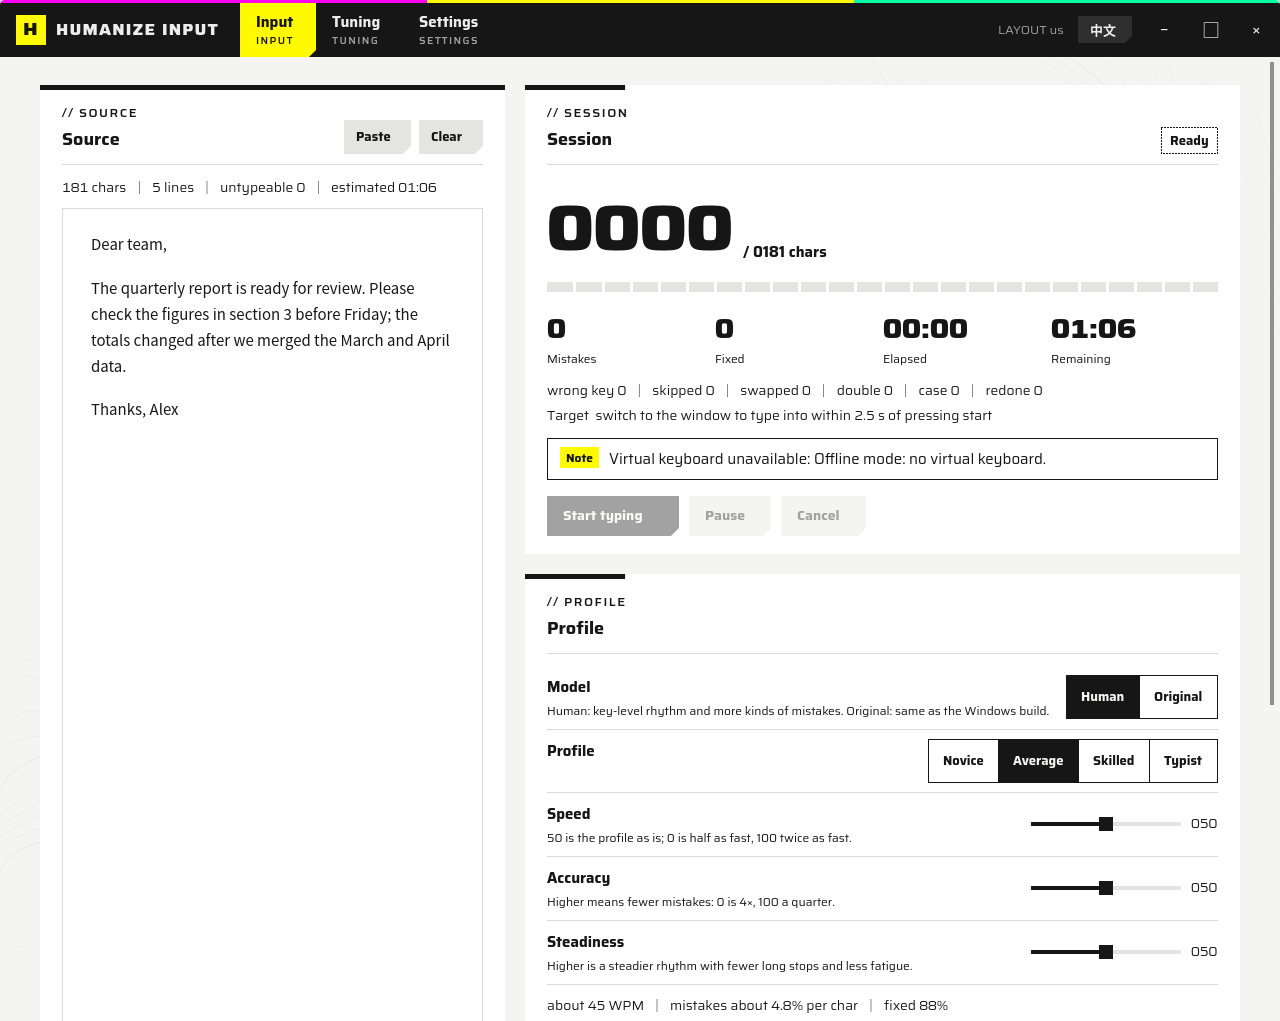 H HUMANIZE INPUT
Input
INPUT
Tuning
TUNING
Settings
SETTINGS
LAYOUT us
中文
// SOURCE
Source
Paste
Clear
181 chars
5 lines
untypeable 0
estimated 01:06
Dear team,
The quarterly report is ready for review. Please
check the figures in section 3 before Friday; the
totals changed after we merged the March and April
data.
Thanks, Alex
// SESSION
Session
Ready
0000 / 0181 chars
0
Mistakes
0
Fixed
00:00
Elapsed
01:06
Remaining
wrong key 0
skipped 0
swapped 0
double 0
case 0
redone 0
Target switch to the window to type into within 2.5 s of pressing start
Note Virtual keyboard unavailable: Offline mode: no virtual keyboard.
Start typing
Pause
Cancel
// PROFILE
Profile
Model
Human: key-level rhythm and more kinds of mistakes. Original: same as the Windows build.
Human
Original
Profile
Novice
Average
Skilled
Typist
Speed
50 is the profile as is; 0 is half as fast, 100 twice as fast.
050
Accuracy
Higher means fewer mistakes: 0 is 4×, 100 a quarter.
050
Steadiness
Higher is a steadier rhythm with fewer long stops and less fatigue.
050
about 45 WPM
mistakes about 4.8% per char
fixed 88%